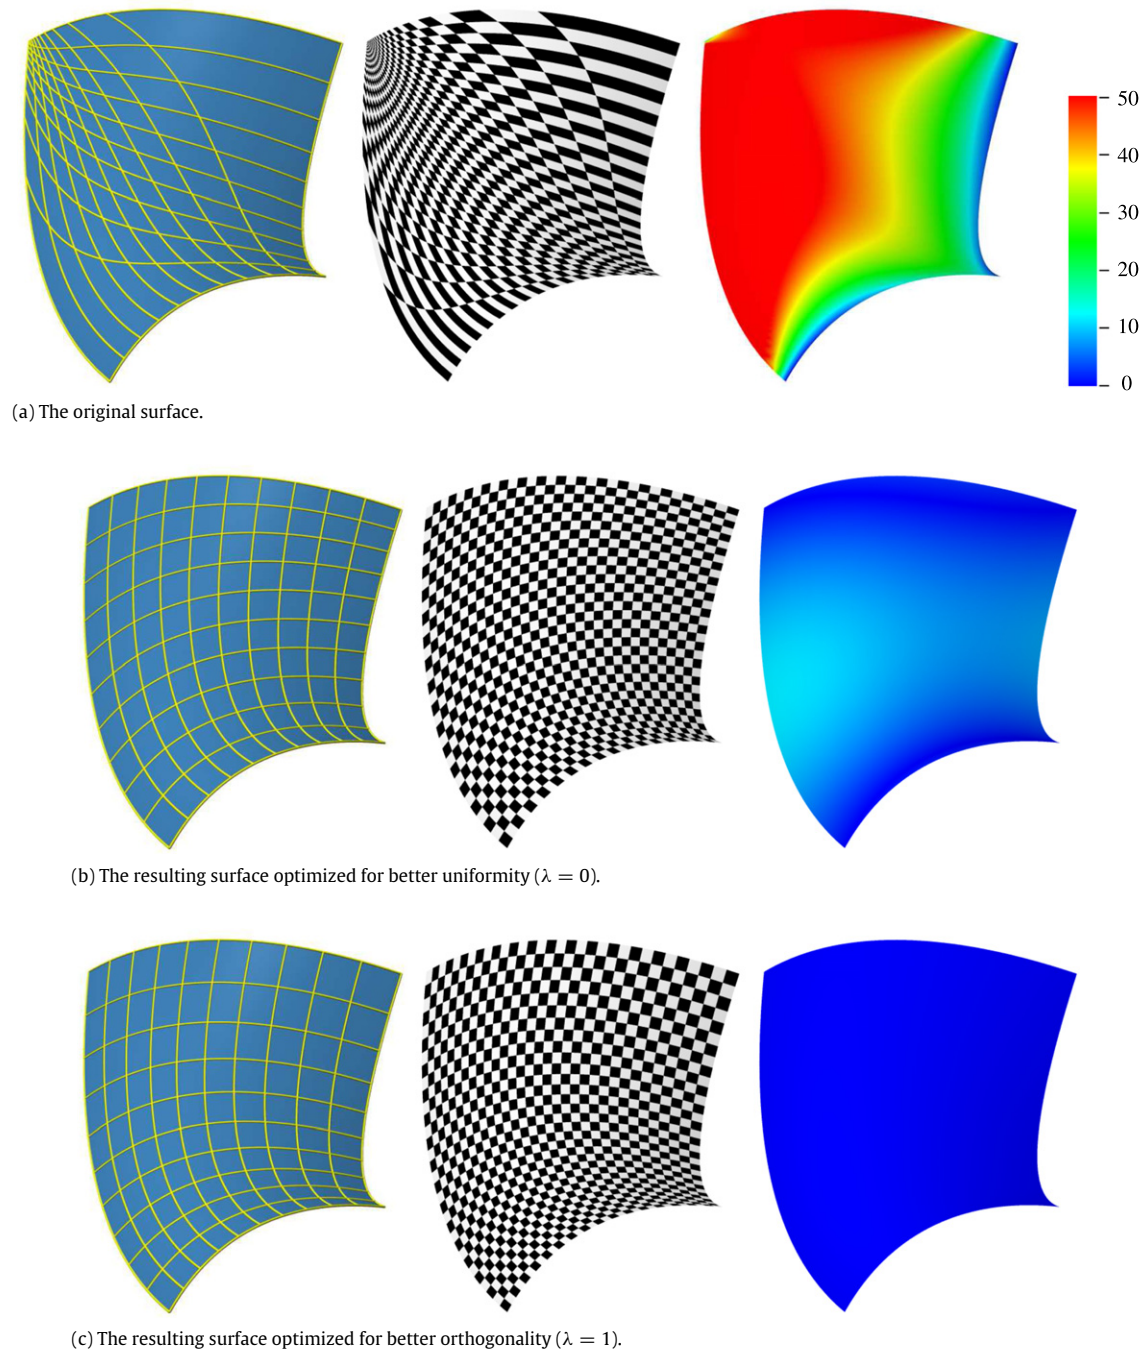 50
40
30
20
10
0
(a) The original surface.
(b) The resulting surface optimized for better uniformity (λ = 0).
(c) The resulting surface optimized for better orthogonality (λ = 1).